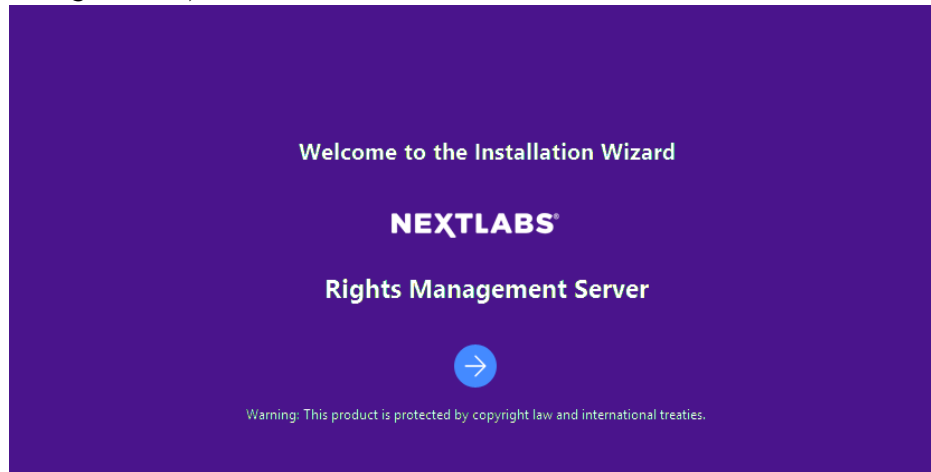 Welcome to the Installation Wizard
NEXTLABS®
Rights Management Server
Warning: This product is protected by copyright law and international treaties.